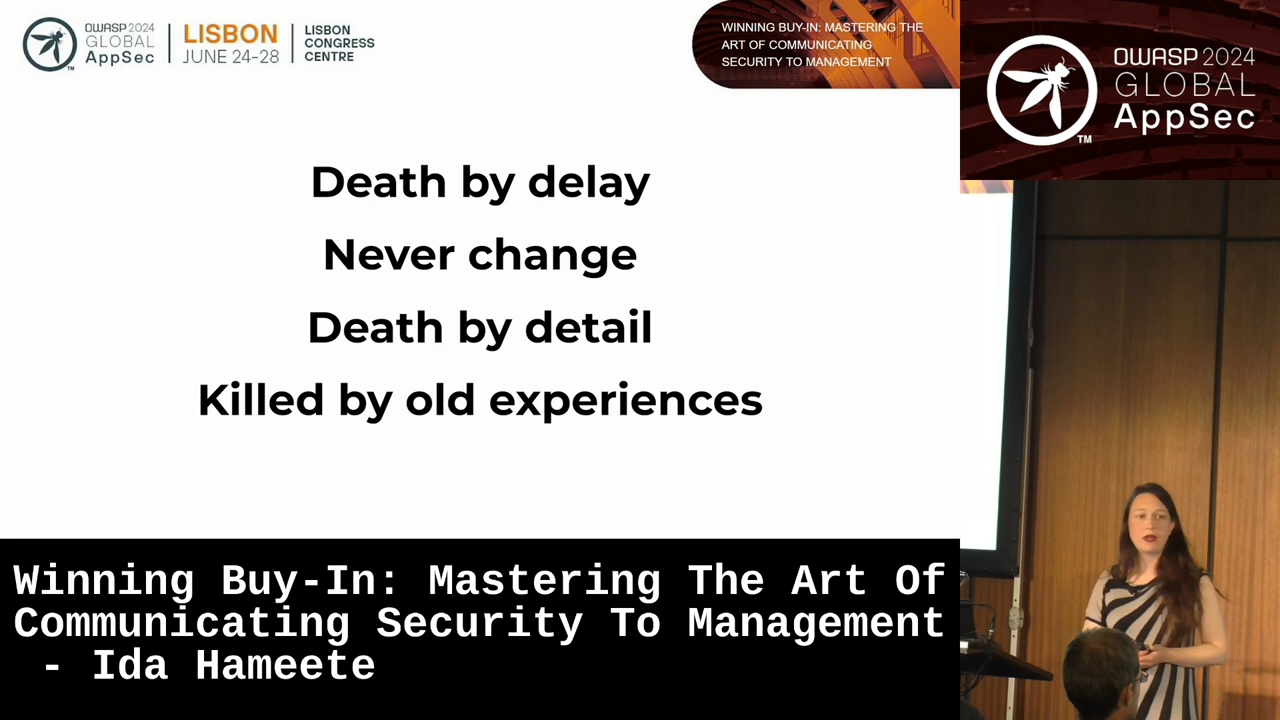 OWASP 2024
GLOBAL
AppSec
TM
LISBON
JUNE 24-28
LISBON
CONGRESS
CENTRE
WINNING BUY-IN: MASTERING THE
ART OF COMMUNICATING
SECURITY TO MANAGEMENT
OWASP 2024
GLOBAL
AppSec
TM
Death by delay
Never change
Death by detail
Killed by old experiences
Winning Buy-In: Mastering The Art Of
Communicating Security To Management
- Ida Hameete